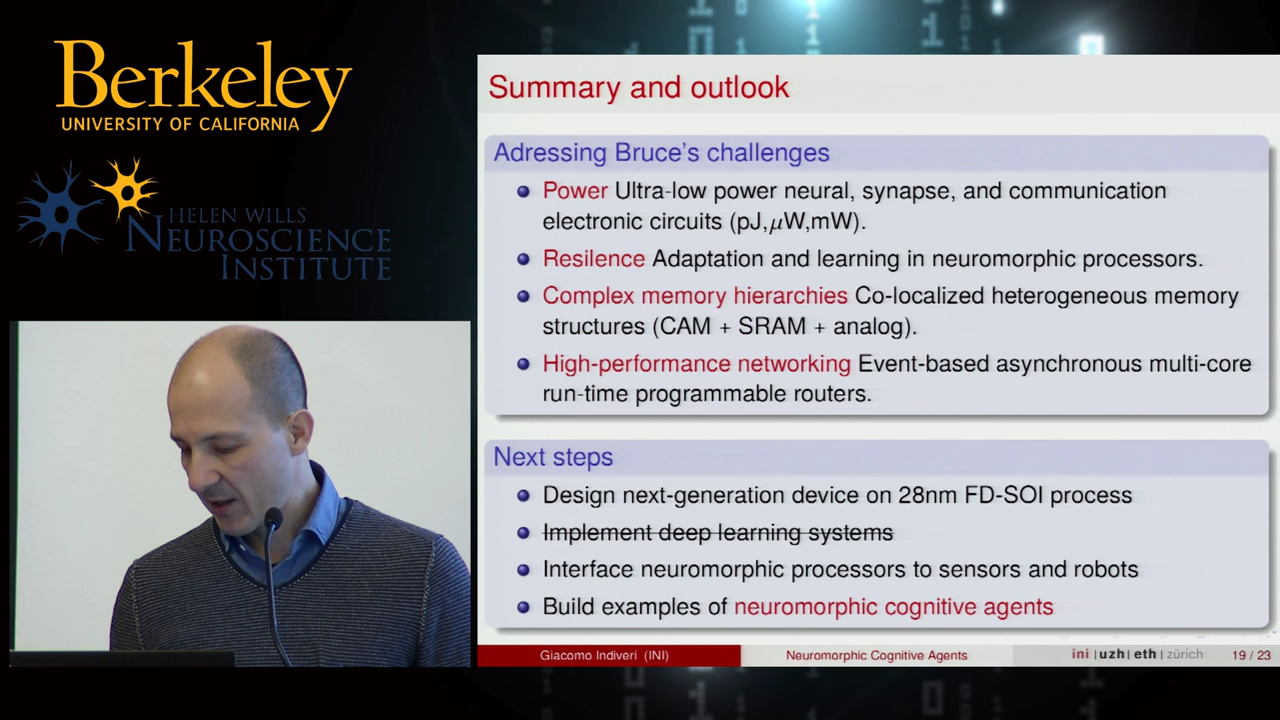 Berkeley
UNIVERSITY OF CALIFORNIA
HELEN WILLS
NEUROSCIENCE
INSTITUTE
Summary and outlook
Adressing Bruce's challenges
Power Ultra-low power neural, synapse, and communication
electronic circuits (pJ,μW,mW).
Resilence Adaptation and learning in neuromorphic processors.
Complex memory hierarchies Co-localized heterogeneous memory
structures (CAM + SRAM + analog).
High-performance networking Event-based asynchronous multi-core
run-time programmable routers.
Next steps
Design next-generation device on 28nm FD-SOI process
Implement deep learning systems
Interface neuromorphic processors to sensors and robots
Build examples of neuromorphic cognitive agents
Giacomo Indiveri (INI)
Neuromorphic Cognitive Agents
ini | uzh | eth | zürich
19 / 23